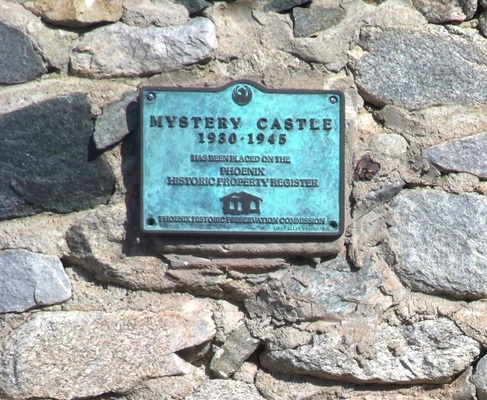 MYSTERY CASTLE
1930 · 1945
HAS BEEN PLACED ON THE
PHOENIX
HISTORIC PROPERTY REGISTER
PHOENIX HISTORIC PRESERVATION COMMISSION